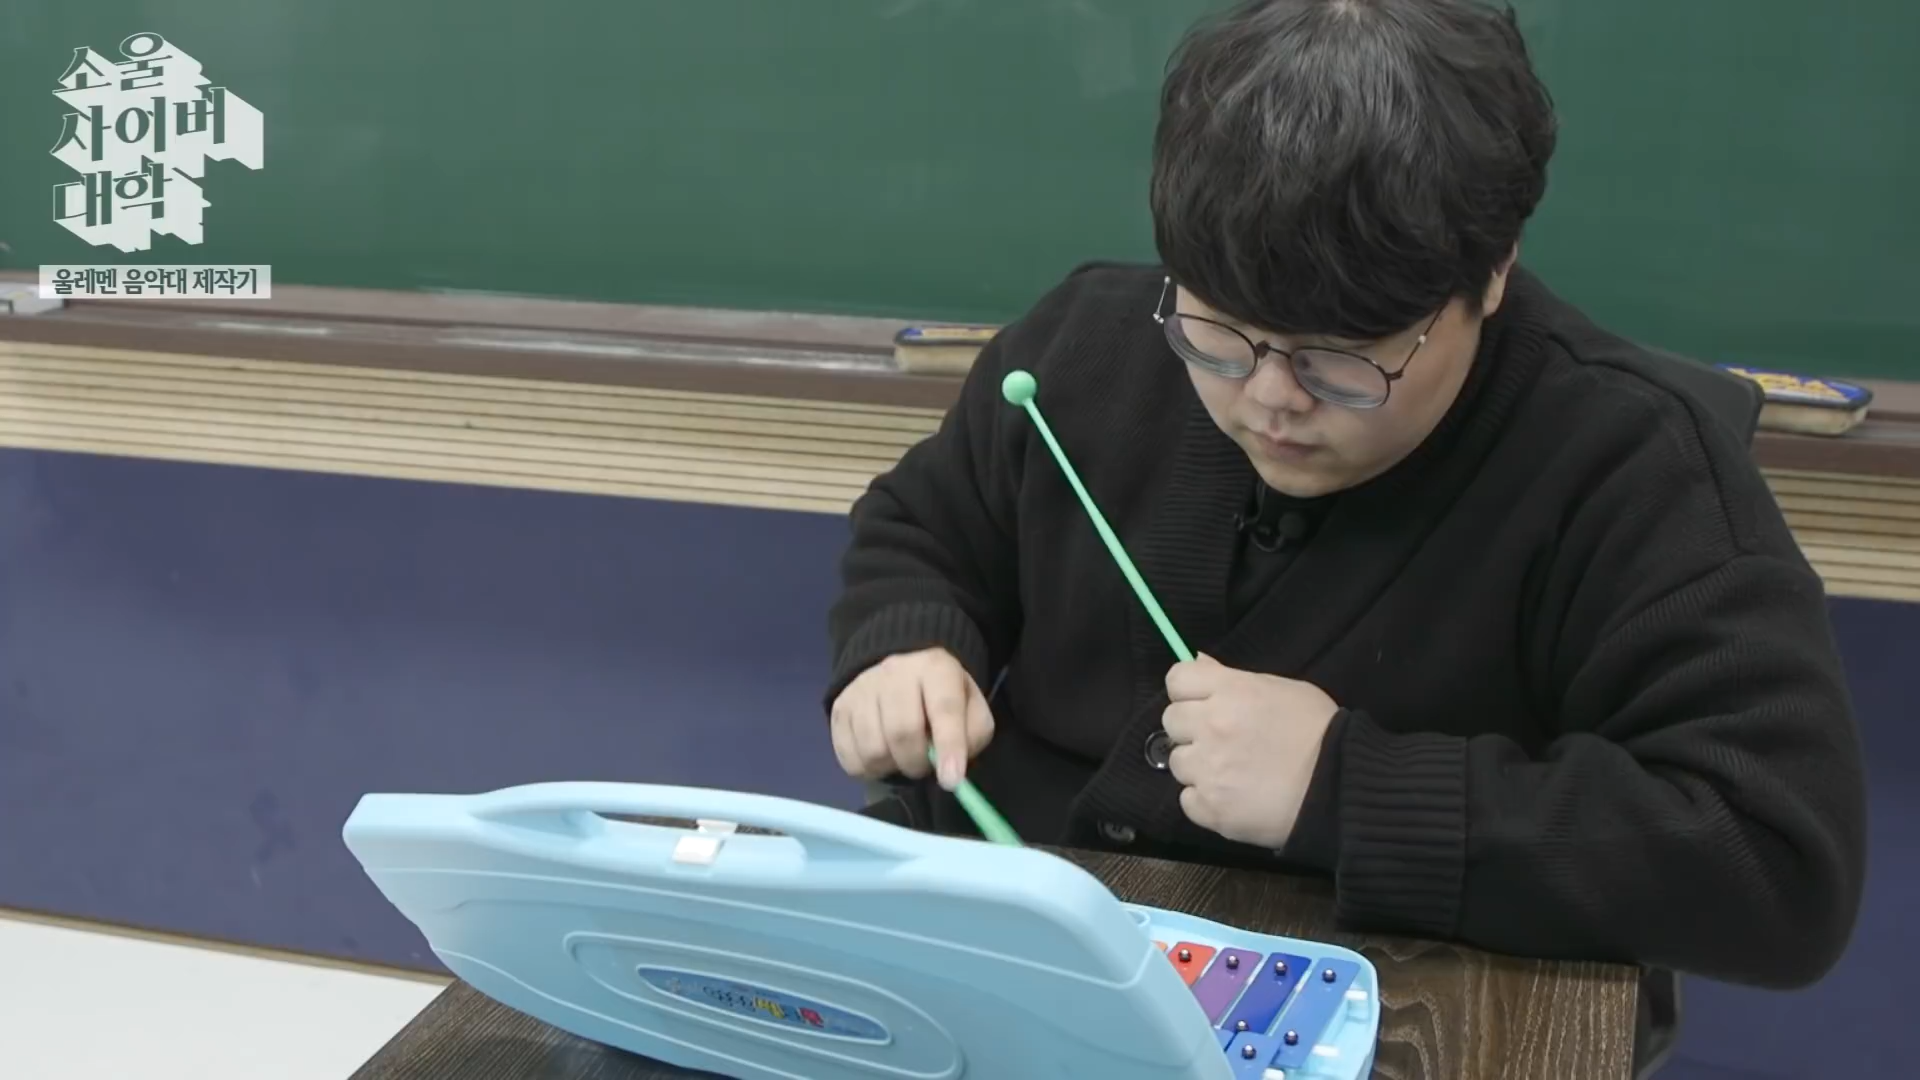 소울
사이버
대학
울레멘 음악대 제작기